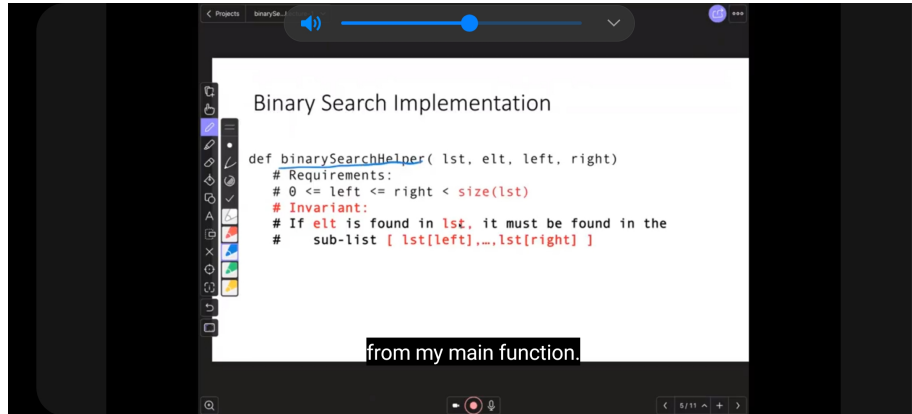 Projects
binarySe...
Binary Search Implementation
def binarySearchHelper( lst, elt, left, right)
# Requirements:
# 0 <= left <= right < size(lst)
# Invariant:
# If elt is found in lst, it must be found in the
# sub-list [ lst[left],…,lst[right] ]
from my main function.
5/11